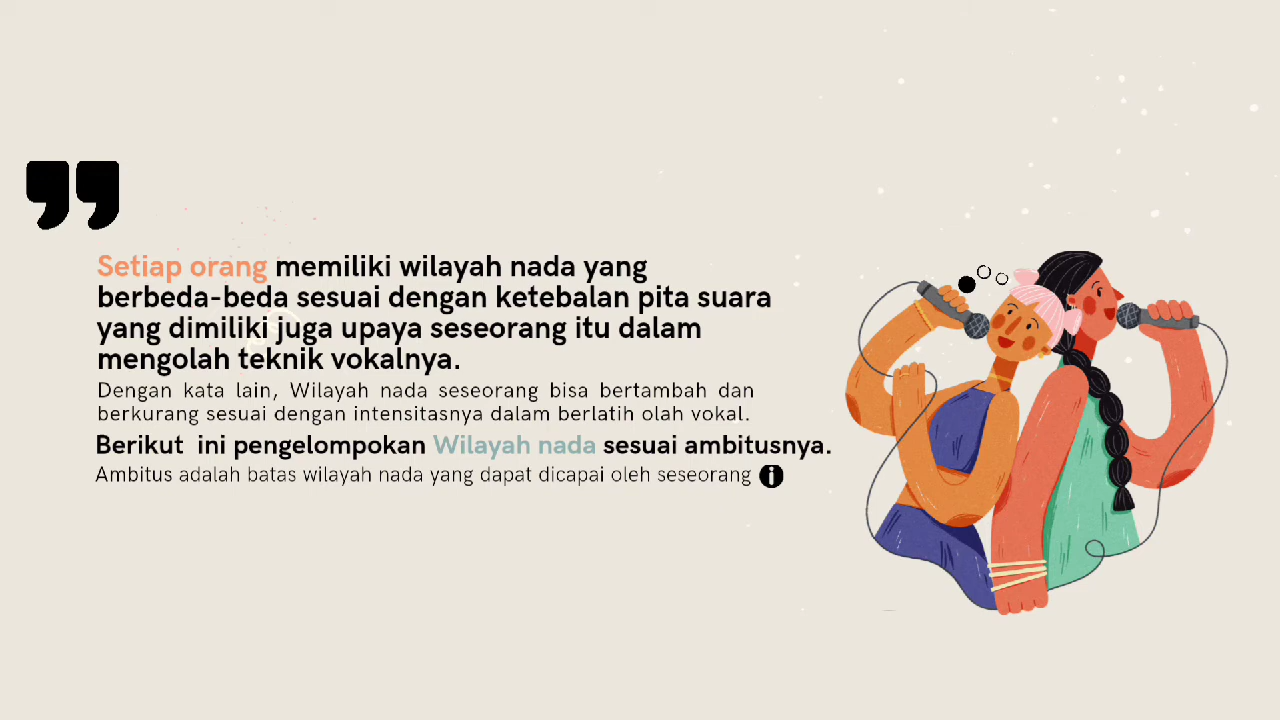 Setiap orang memiliki wilayah nada yang
berbeda-beda sesuai dengan ketebalan pita suara
yang dimiliki juga upaya seseorang itu dalam
mengolah teknik vokalnya.
Dengan kata lain, Wilayah nada seseorang bisa bertambah dan
berkurang sesuai dengan intensitasnya dalam berlatih olah vokal.
Berikut ini pengelompokan Wilayah nada sesuai ambitusnya.
Ambitus adalah batas wilayah nada yang dapat dicapai oleh seseorang i